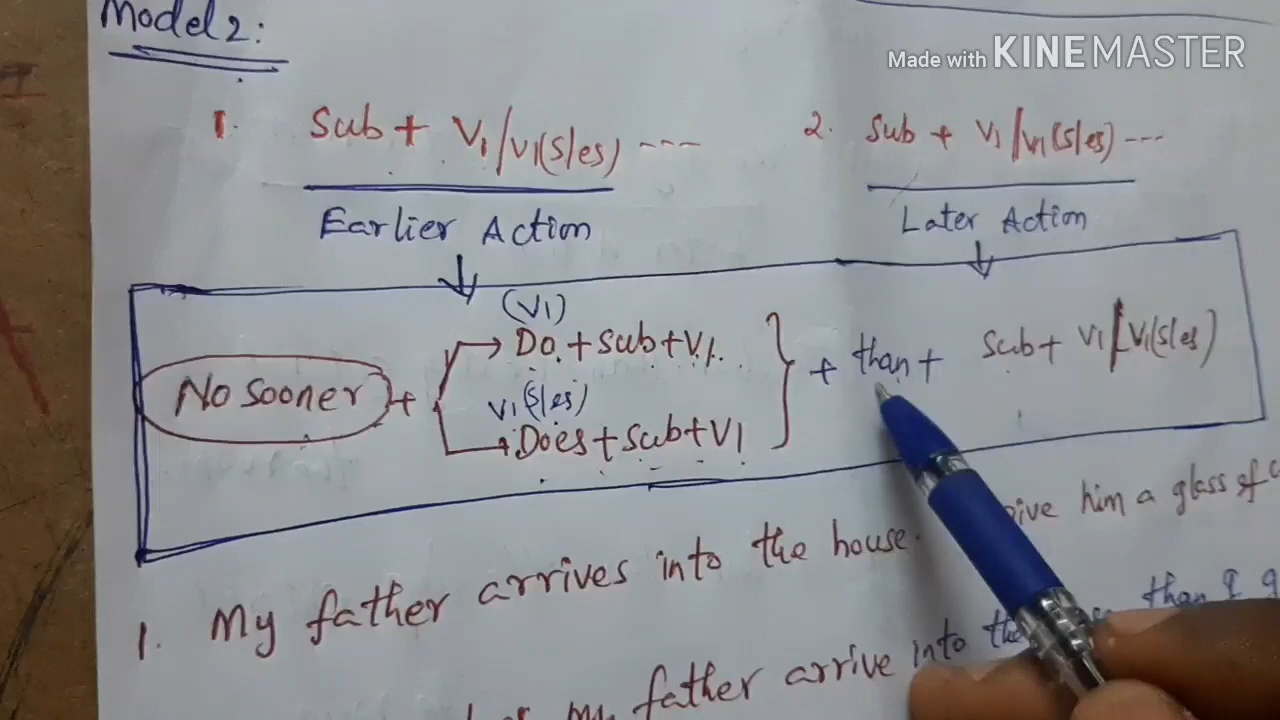 Model 2:
Made with KINEMASTER
1. Sub + V1/V1(s/es) ---
2. Sub + V1/V1(s/es) ---
Earlier Action
Later Action
(V1)
Do + Sub + V1
No sooner +
V1(s/es)
Does + Sub + V1
+ than + Sub + V1/V1(s/es)
1. My father arrives into the house. give him a glass of
my father arrive into the than I